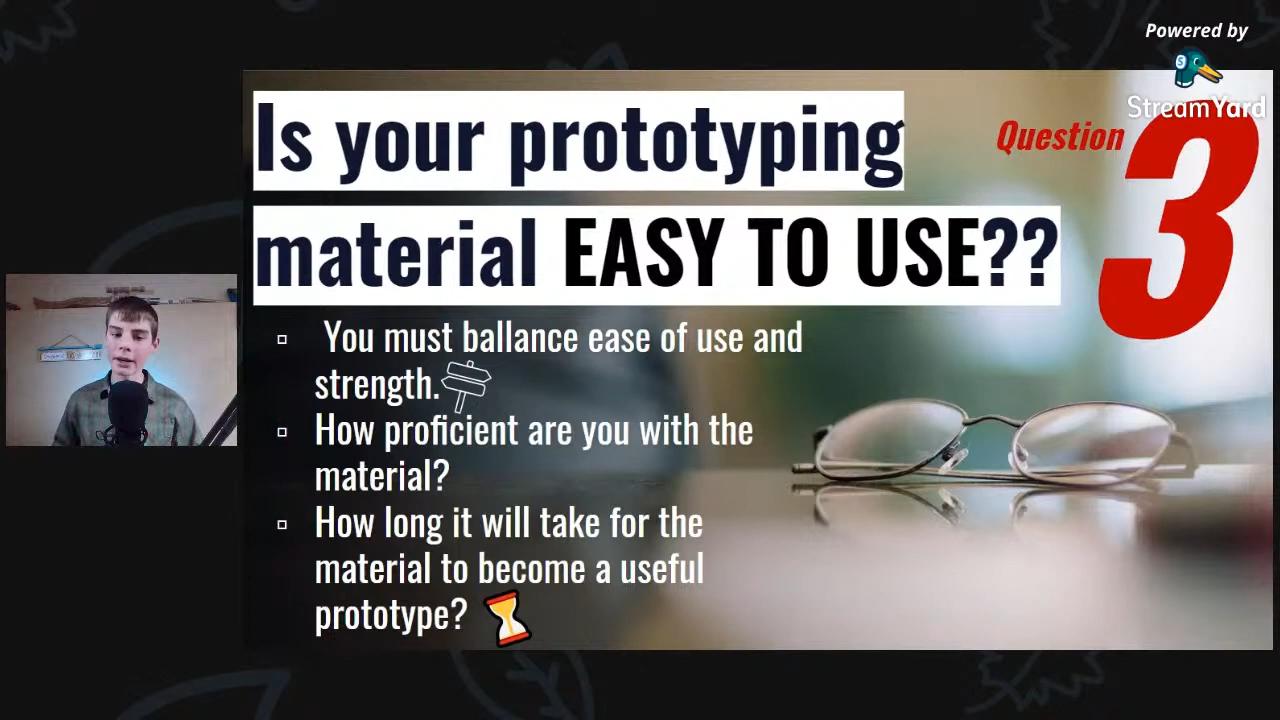 Powered by
StreamYard
Is your prototyping
material EASY TO USE??
Question
3
You must ballance ease of use and
strength.
How proficient are you with the
material?
How long it will take for the
material to become a useful
prototype?